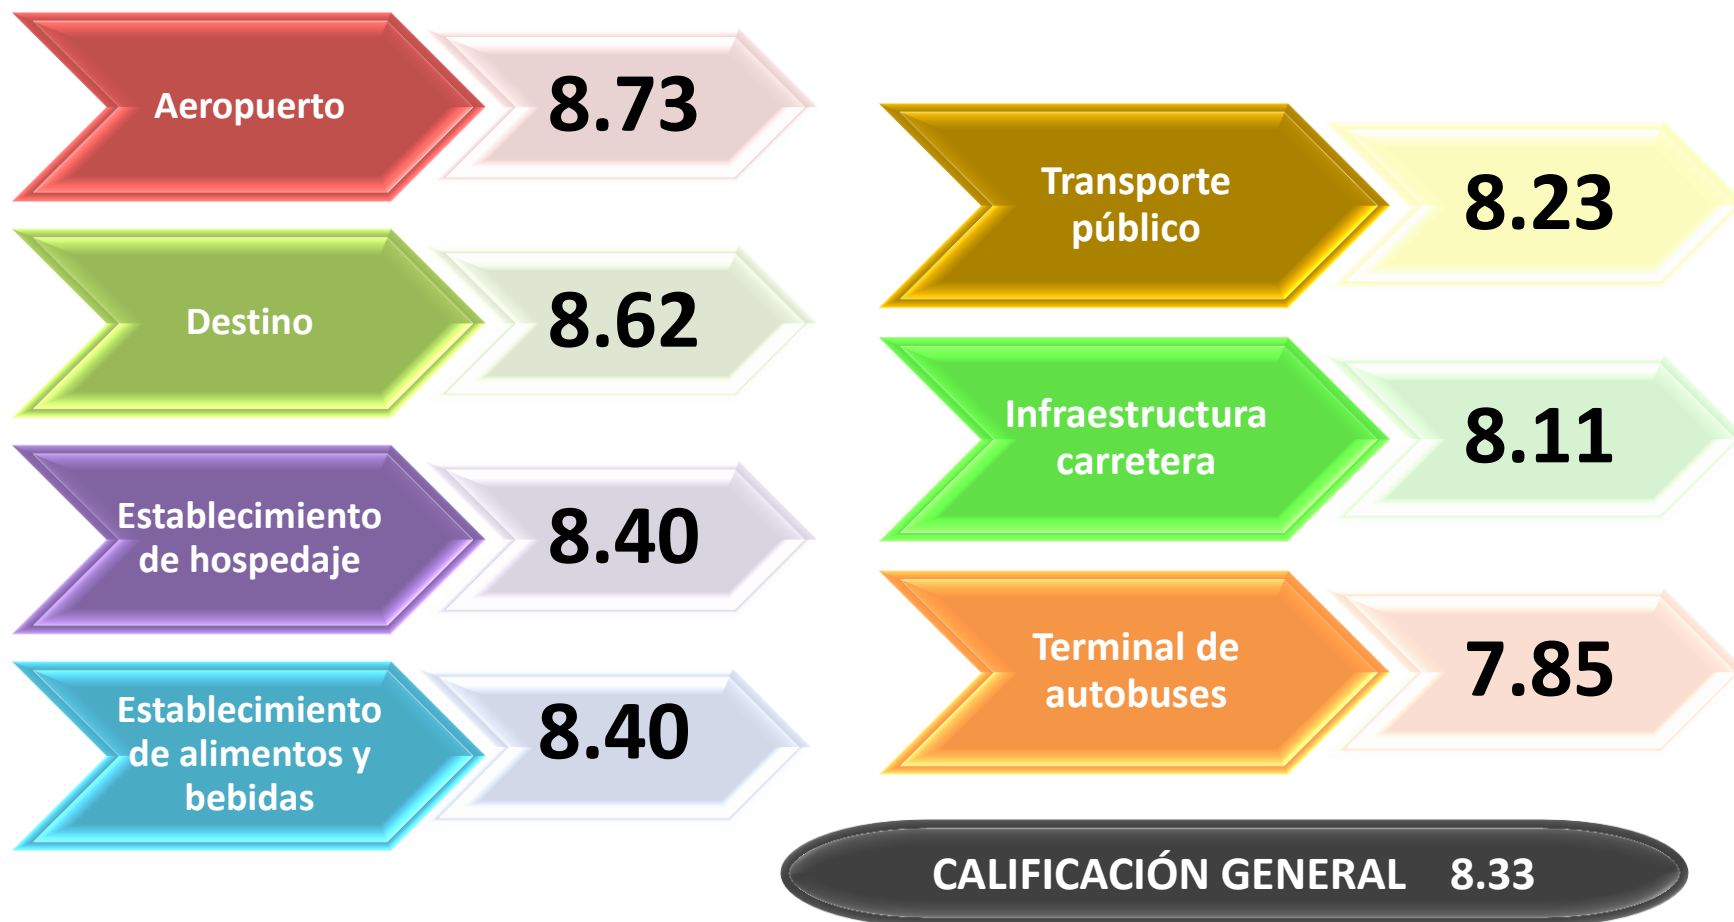 Aeropuerto
8.73
Destino
8.62
Establecimiento
de hospedaje
8.40
Establecimiento
de alimentos y
bebidas
8.40
Transporte
público
8.23
Infraestructura
carretera
8.11
Terminal de
autobuses
7.85
CALIFICACIÓN GENERAL 8.33